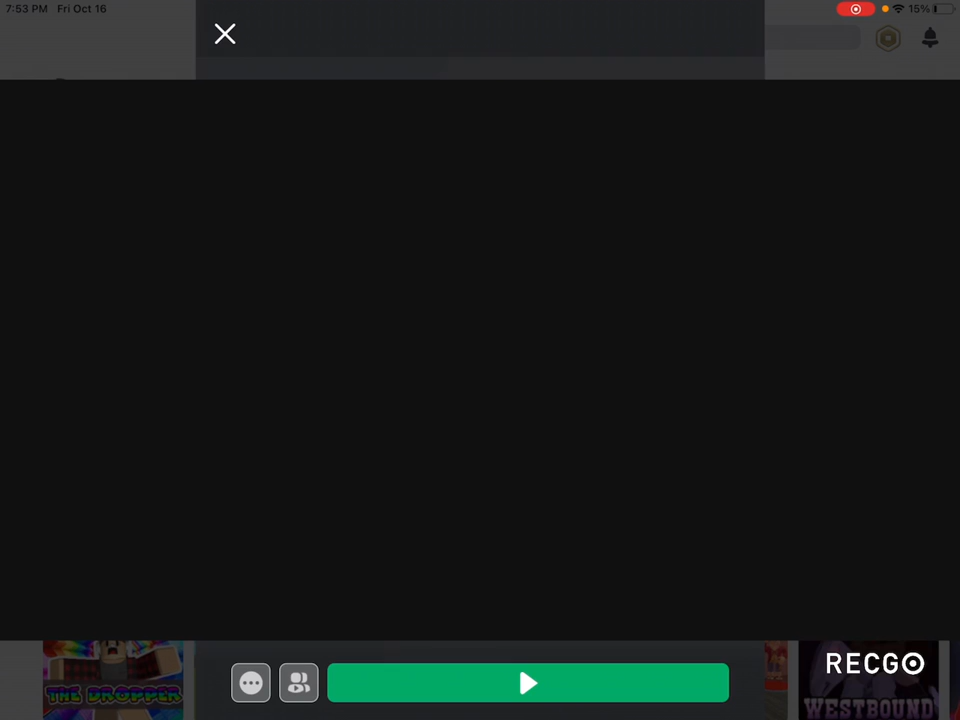 7:53 PM Fri Oct 16
15%
THE DROPPER
WESTBOUND
RECGO